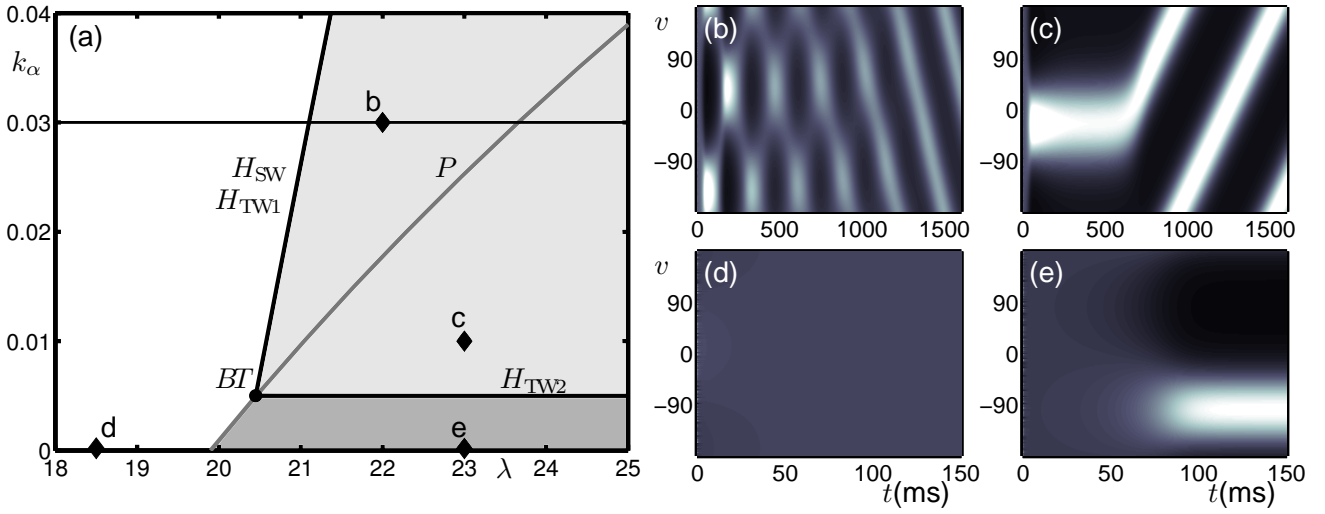 (a)
k_α
0.04
0.03
0.02
0.01
0
b
H_SW
H_TW1
P
c
BT
H_TW2
d
e
18 19 20 21 22 23 λ 24 25
v
(b)
90
0
−90
0 500 1000 1500
(c)
90
0
−90
0 500 1000 1500
v
(d)
90
0
−90
0 50 100 150
t(ms)
(e)
90
0
−90
0 50 100 150
t(ms)